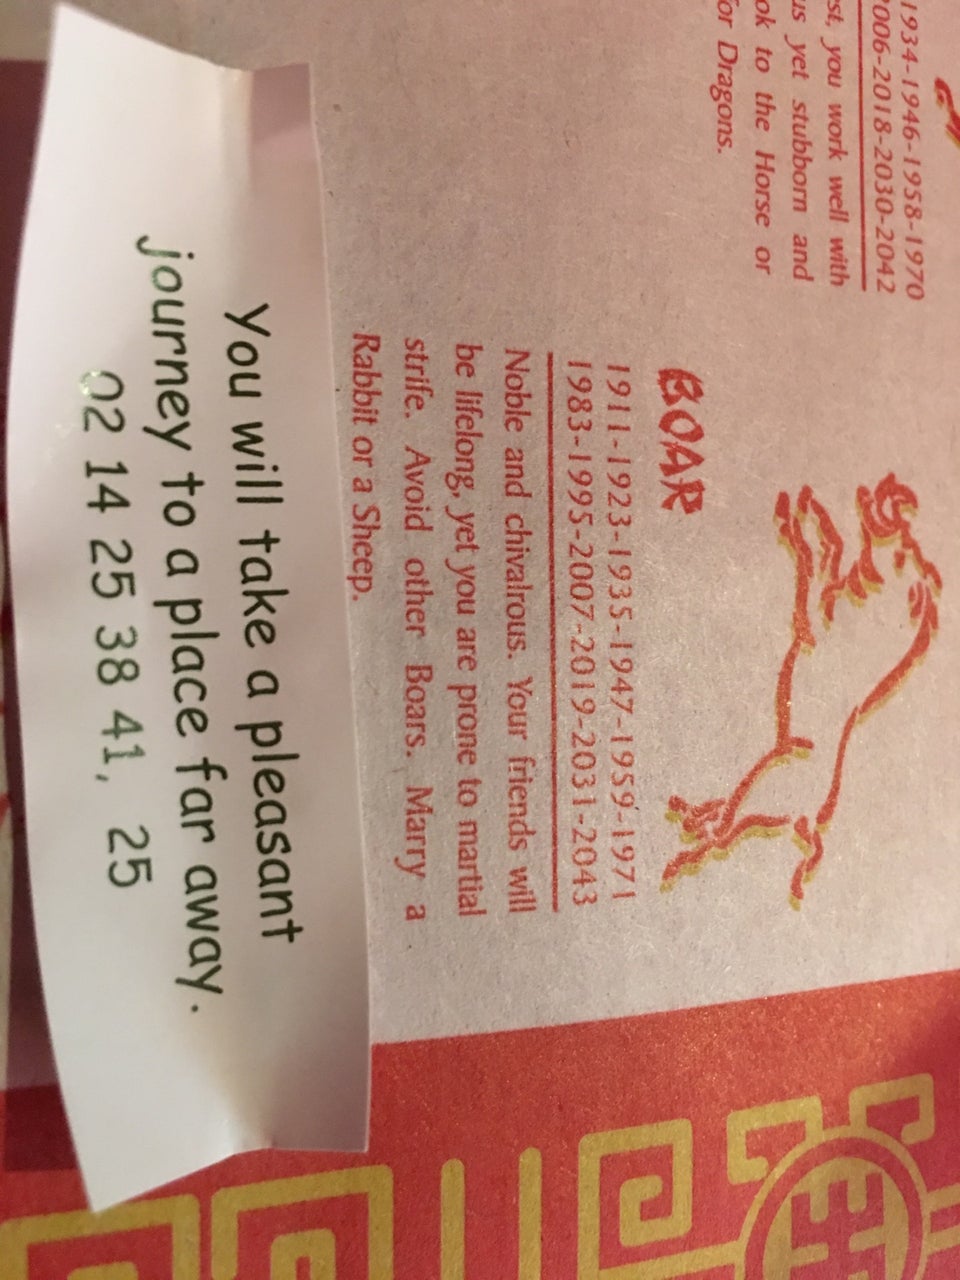 1934-1946-1958-1970
2006-2018-2030-2042
you work well with
yet stubborn and
to the Horse or
for Dragons.
BOAR
1911-1923-1935-1947-1959-1971
1983-1995-2007-2019-2031-2043
Noble and chivalrous. Your friends will
be lifelong, yet you are prone to martial
strife. Avoid other Boars. Marry a
Rabbit or a Sheep.
You will take a pleasant
journey to a place far away.
02 14 25 38 41, 25